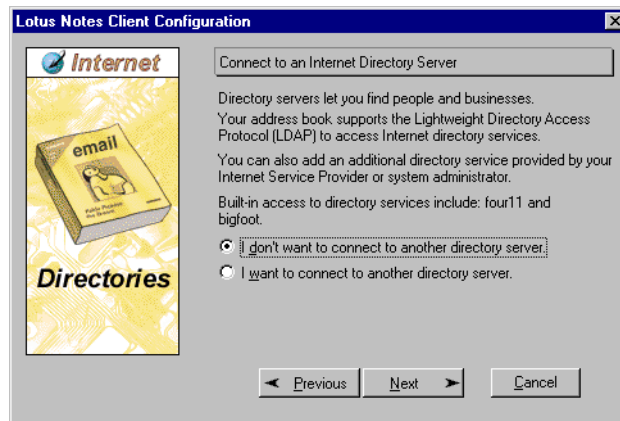 Lotus Notes Client Configuration
Internet
email
Directories
Connect to an Internet Directory Server
Directory servers let you find people and businesses.
Your address book supports the Lightweight Directory Access
Protocol (LDAP) to access Internet directory services.
You can also add an additional directory service provided by your
Internet Service Provider or system administrator.
Built-in access to directory services include: four11 and
bigfoot.
I don't want to connect to another directory server.
I want to connect to another directory server.
Previous
Next
Cancel